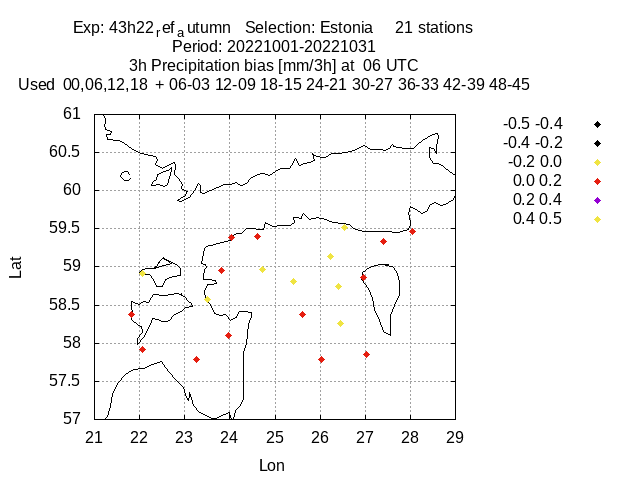 Exp: 43h22ref autumn   Selection: Estonia     21 stations
Period: 20221001-20221031
3h Precipitation bias [mm/3h] at  06 UTC
Used  00,06,12,18  + 06-03 12-09 18-15 24-21 30-27 36-33 42-39 48-45
61
60.5
60
59.5
59
58.5
58
57.5
57
Lat
21 22 23 24 25 26 27 28 29
Lon
-0.5 -0.4
-0.4 -0.2
-0.2 0.0
0.0 0.2
0.2 0.4
0.4 0.5